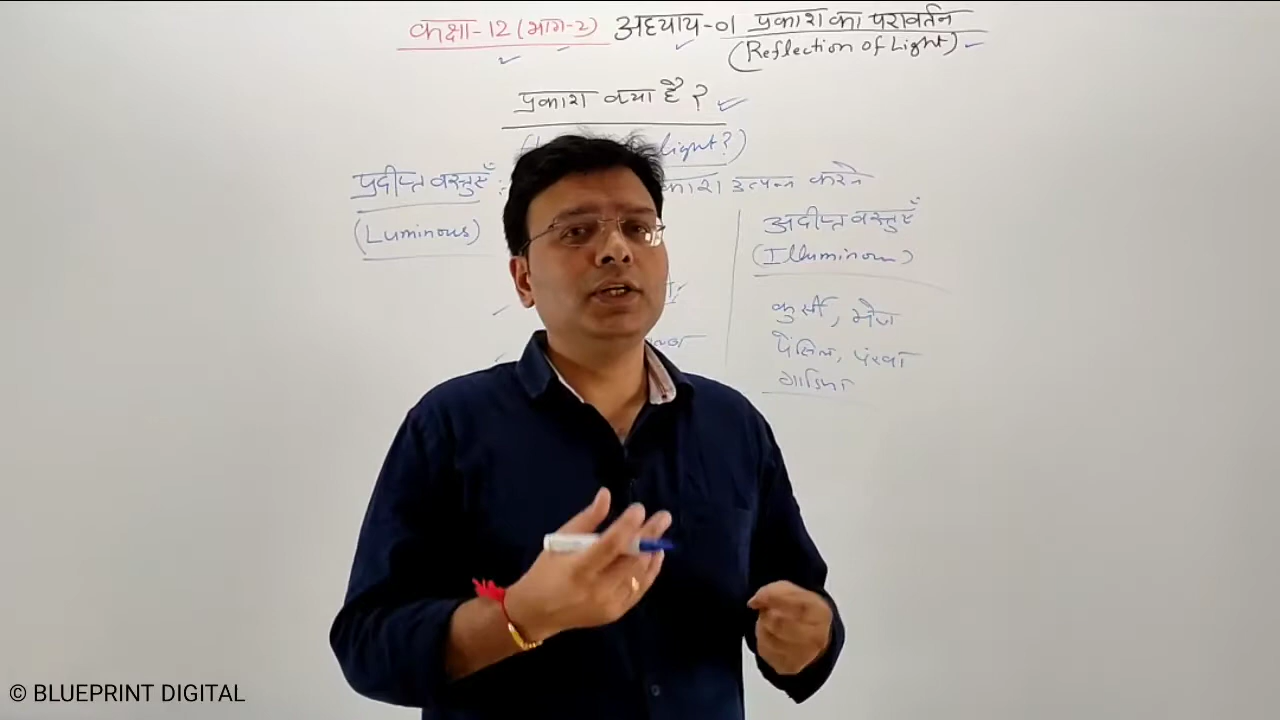 कक्षा-12 (भाग-2) अध्याय-01 प्रकाश का परावर्तन
(Reflection of Light)
प्रकाश क्या है ?
light?)
प्रदीप्त वस्तुएँ :
उत्पन्न करने
(Luminous)
अदीप्त वस्तुएँ
(Illuminous)
कुर्सी, मेज
पेंसिल, पंखा
© BLUEPRINT DIGITAL